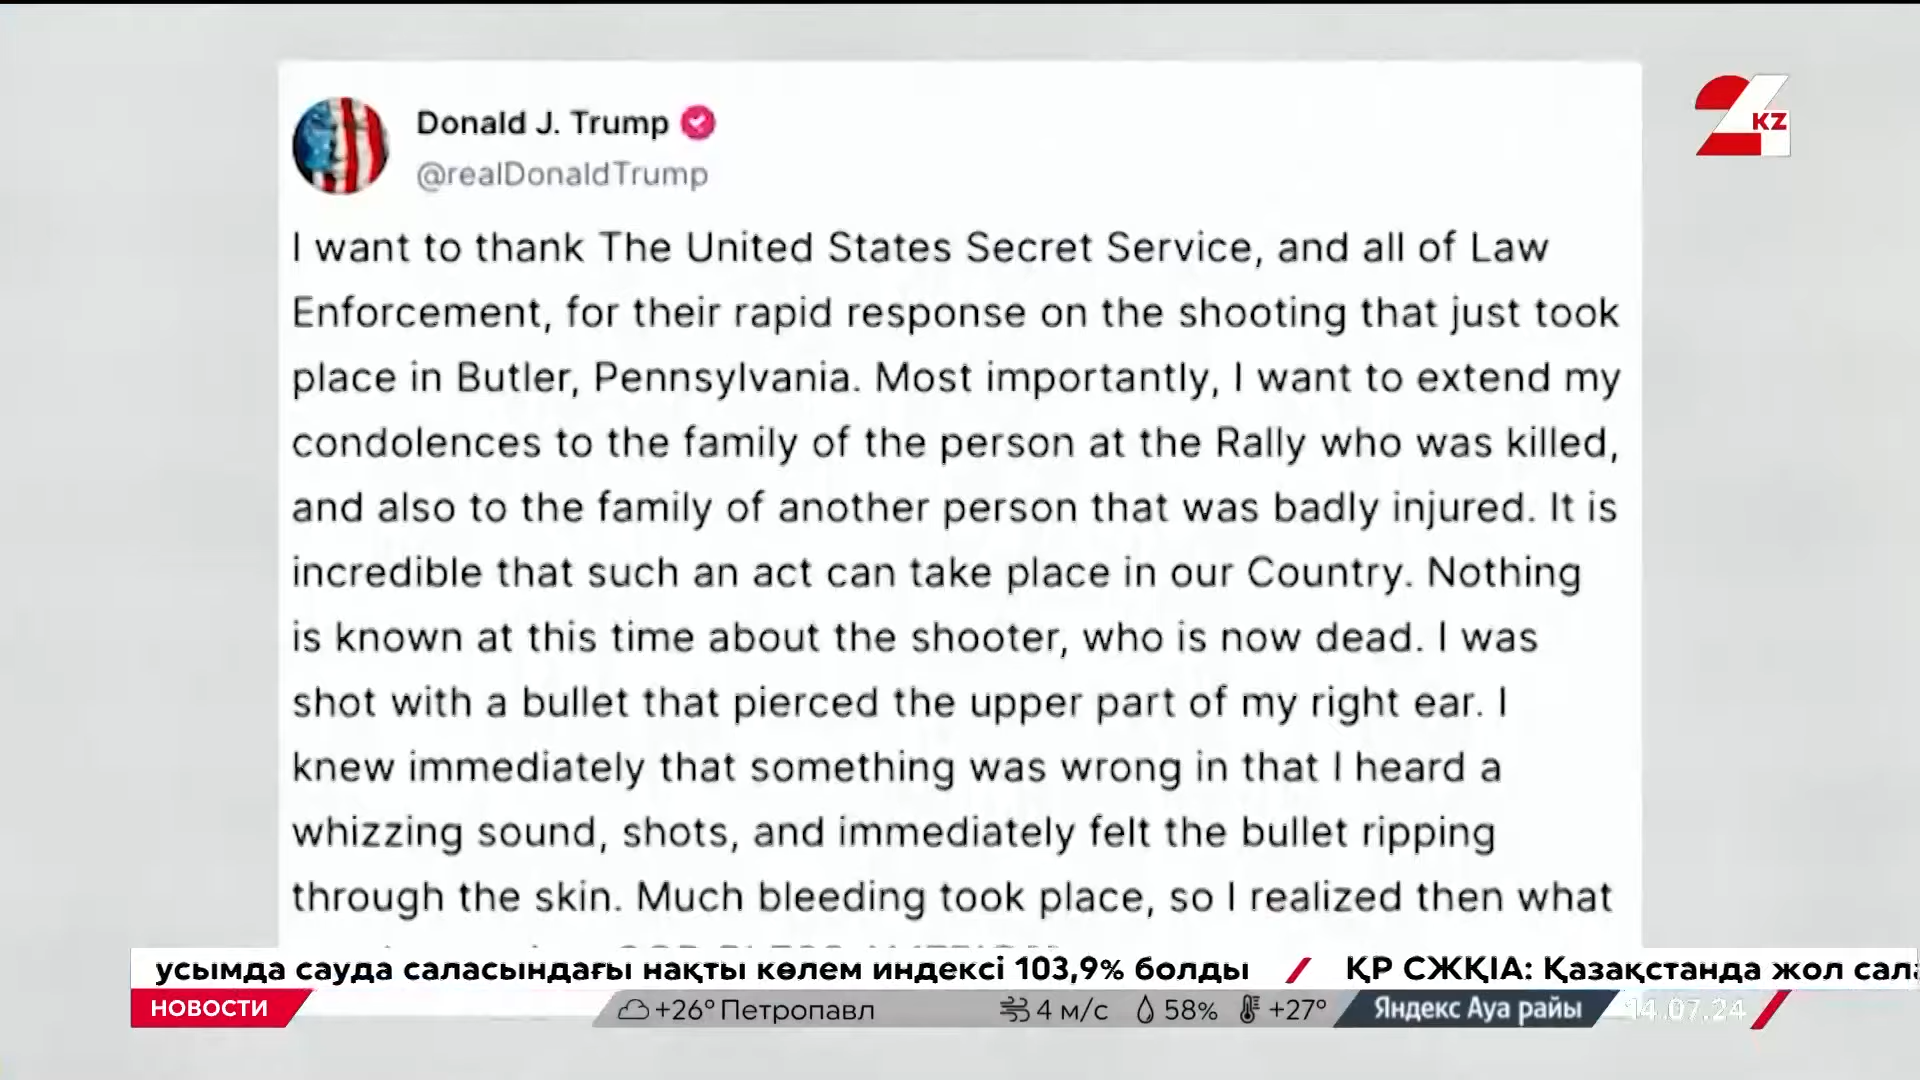 24 KZ
Donald J. Trump
@realDonaldTrump
I want to thank The United States Secret Service, and all of Law
Enforcement, for their rapid response on the shooting that just took
place in Butler, Pennsylvania. Most importantly, I want to extend my
condolences to the family of the person at the Rally who was killed,
and also to the family of another person that was badly injured. It is
incredible that such an act can take place in our Country. Nothing
is known at this time about the shooter, who is now dead. I was
shot with a bullet that pierced the upper part of my right ear. I
knew immediately that something was wrong in that I heard a
whizzing sound, shots, and immediately felt the bullet ripping
through the skin. Much bleeding took place, so I realized then what
усымда сауда саласындағы нақты көлем индексі 103,9% болды / ҚР СЖҚІА: Қазақстанда жол сала
НОВОСТИ +26° Петропавл 4 м/с 58% +27° Яндекс Ауа райы 14.07.24